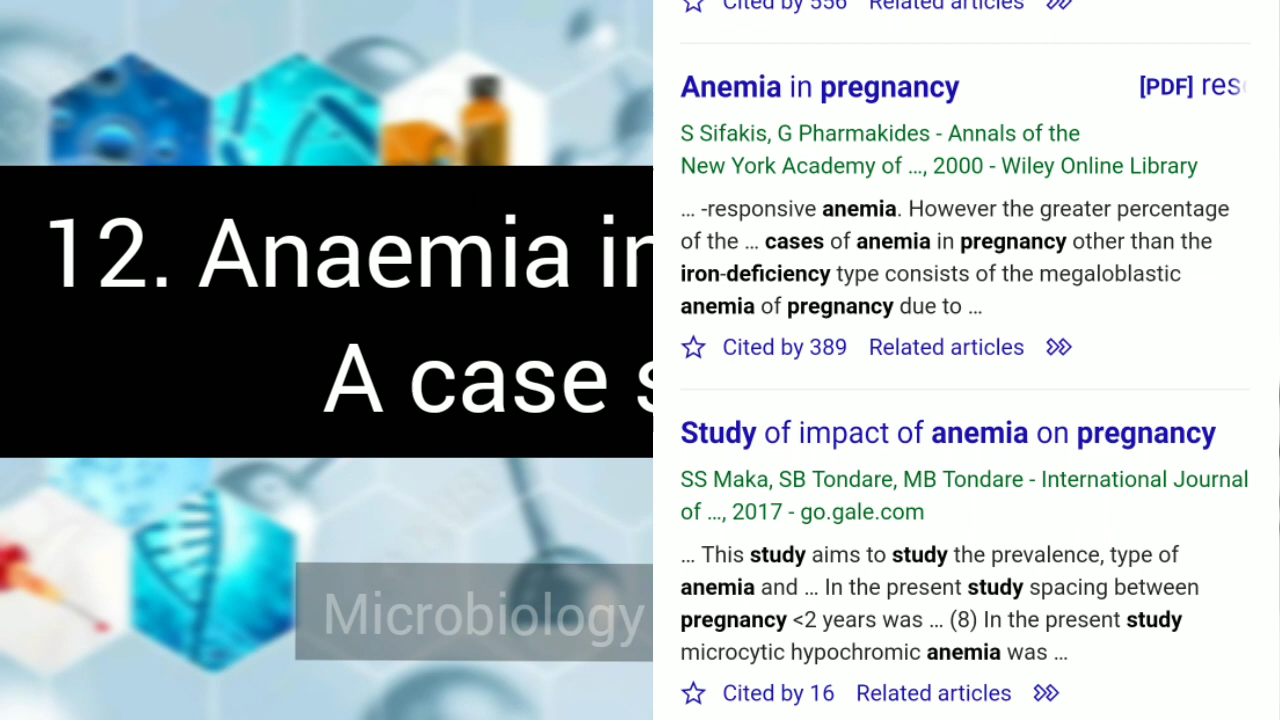 12. Anaemia in
A case s
Microbiology
Cited by 556 Related articles
Anemia in pregnancy [PDF] res
S Sifakis, G Pharmakides - Annals of the
New York Academy of ..., 2000 - Wiley Online Library
... -responsive anemia. However the greater percentage
of the ... cases of anemia in pregnancy other than the
iron-deficiency type consists of the megaloblastic
anemia of pregnancy due to ...
Cited by 389 Related articles
Study of impact of anemia on pregnancy
SS Maka, SB Tondare, MB Tondare - International Journal
of ..., 2017 - go.gale.com
... This study aims to study the prevalence, type of
anemia and ... In the present study spacing between
pregnancy <2 years was ... (8) In the present study
microcytic hypochromic anemia was ...
Cited by 16 Related articles